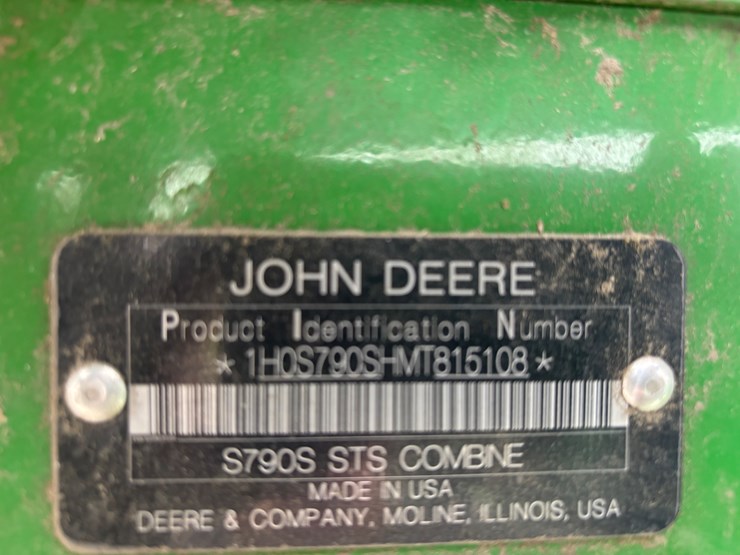 JOHN DEERE
Product Identification Number
* 1H0S790SHMT815108 *
S790S STS COMBINE
MADE IN USA
DEERE & COMPANY, MOLINE, ILLINOIS, USA